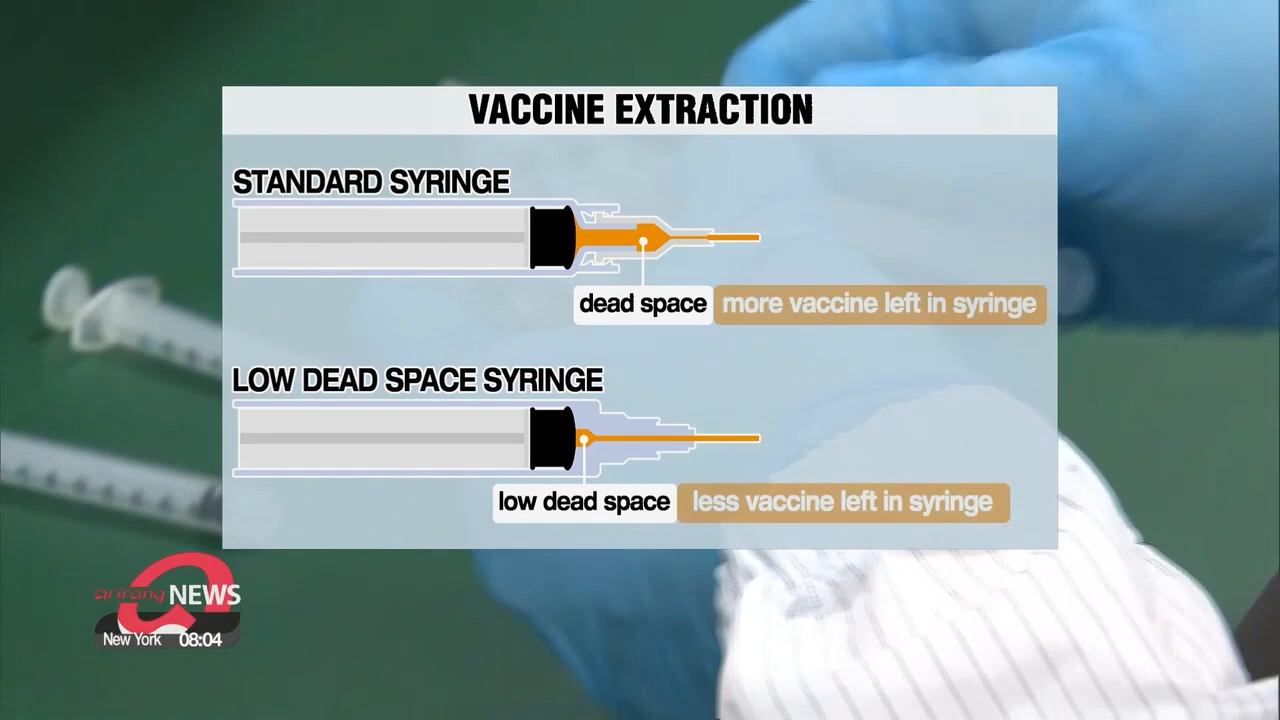 VACCINE EXTRACTION
STANDARD SYRINGE
dead space more vaccine left in syringe
LOW DEAD SPACE SYRINGE
low dead space less vaccine left in syringe
arirang NEWS
New York 08:04